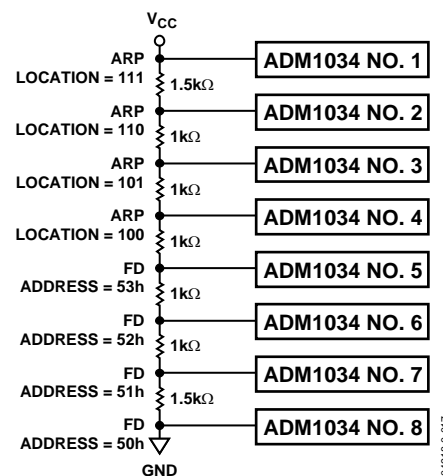 VCC
ARP
LOCATION = 111
ADM1034 NO. 1
1.5kΩ
ARP
LOCATION = 110
ADM1034 NO. 2
1kΩ
ARP
LOCATION = 101
ADM1034 NO. 3
1kΩ
ARP
LOCATION = 100
ADM1034 NO. 4
1kΩ
FD
ADDRESS = 53h
ADM1034 NO. 5
1kΩ
FD
ADDRESS = 52h
ADM1034 NO. 6
1kΩ
FD
ADDRESS = 51h
ADM1034 NO. 7
1.5kΩ
FD
ADDRESS = 50h
ADM1034 NO. 8
GND